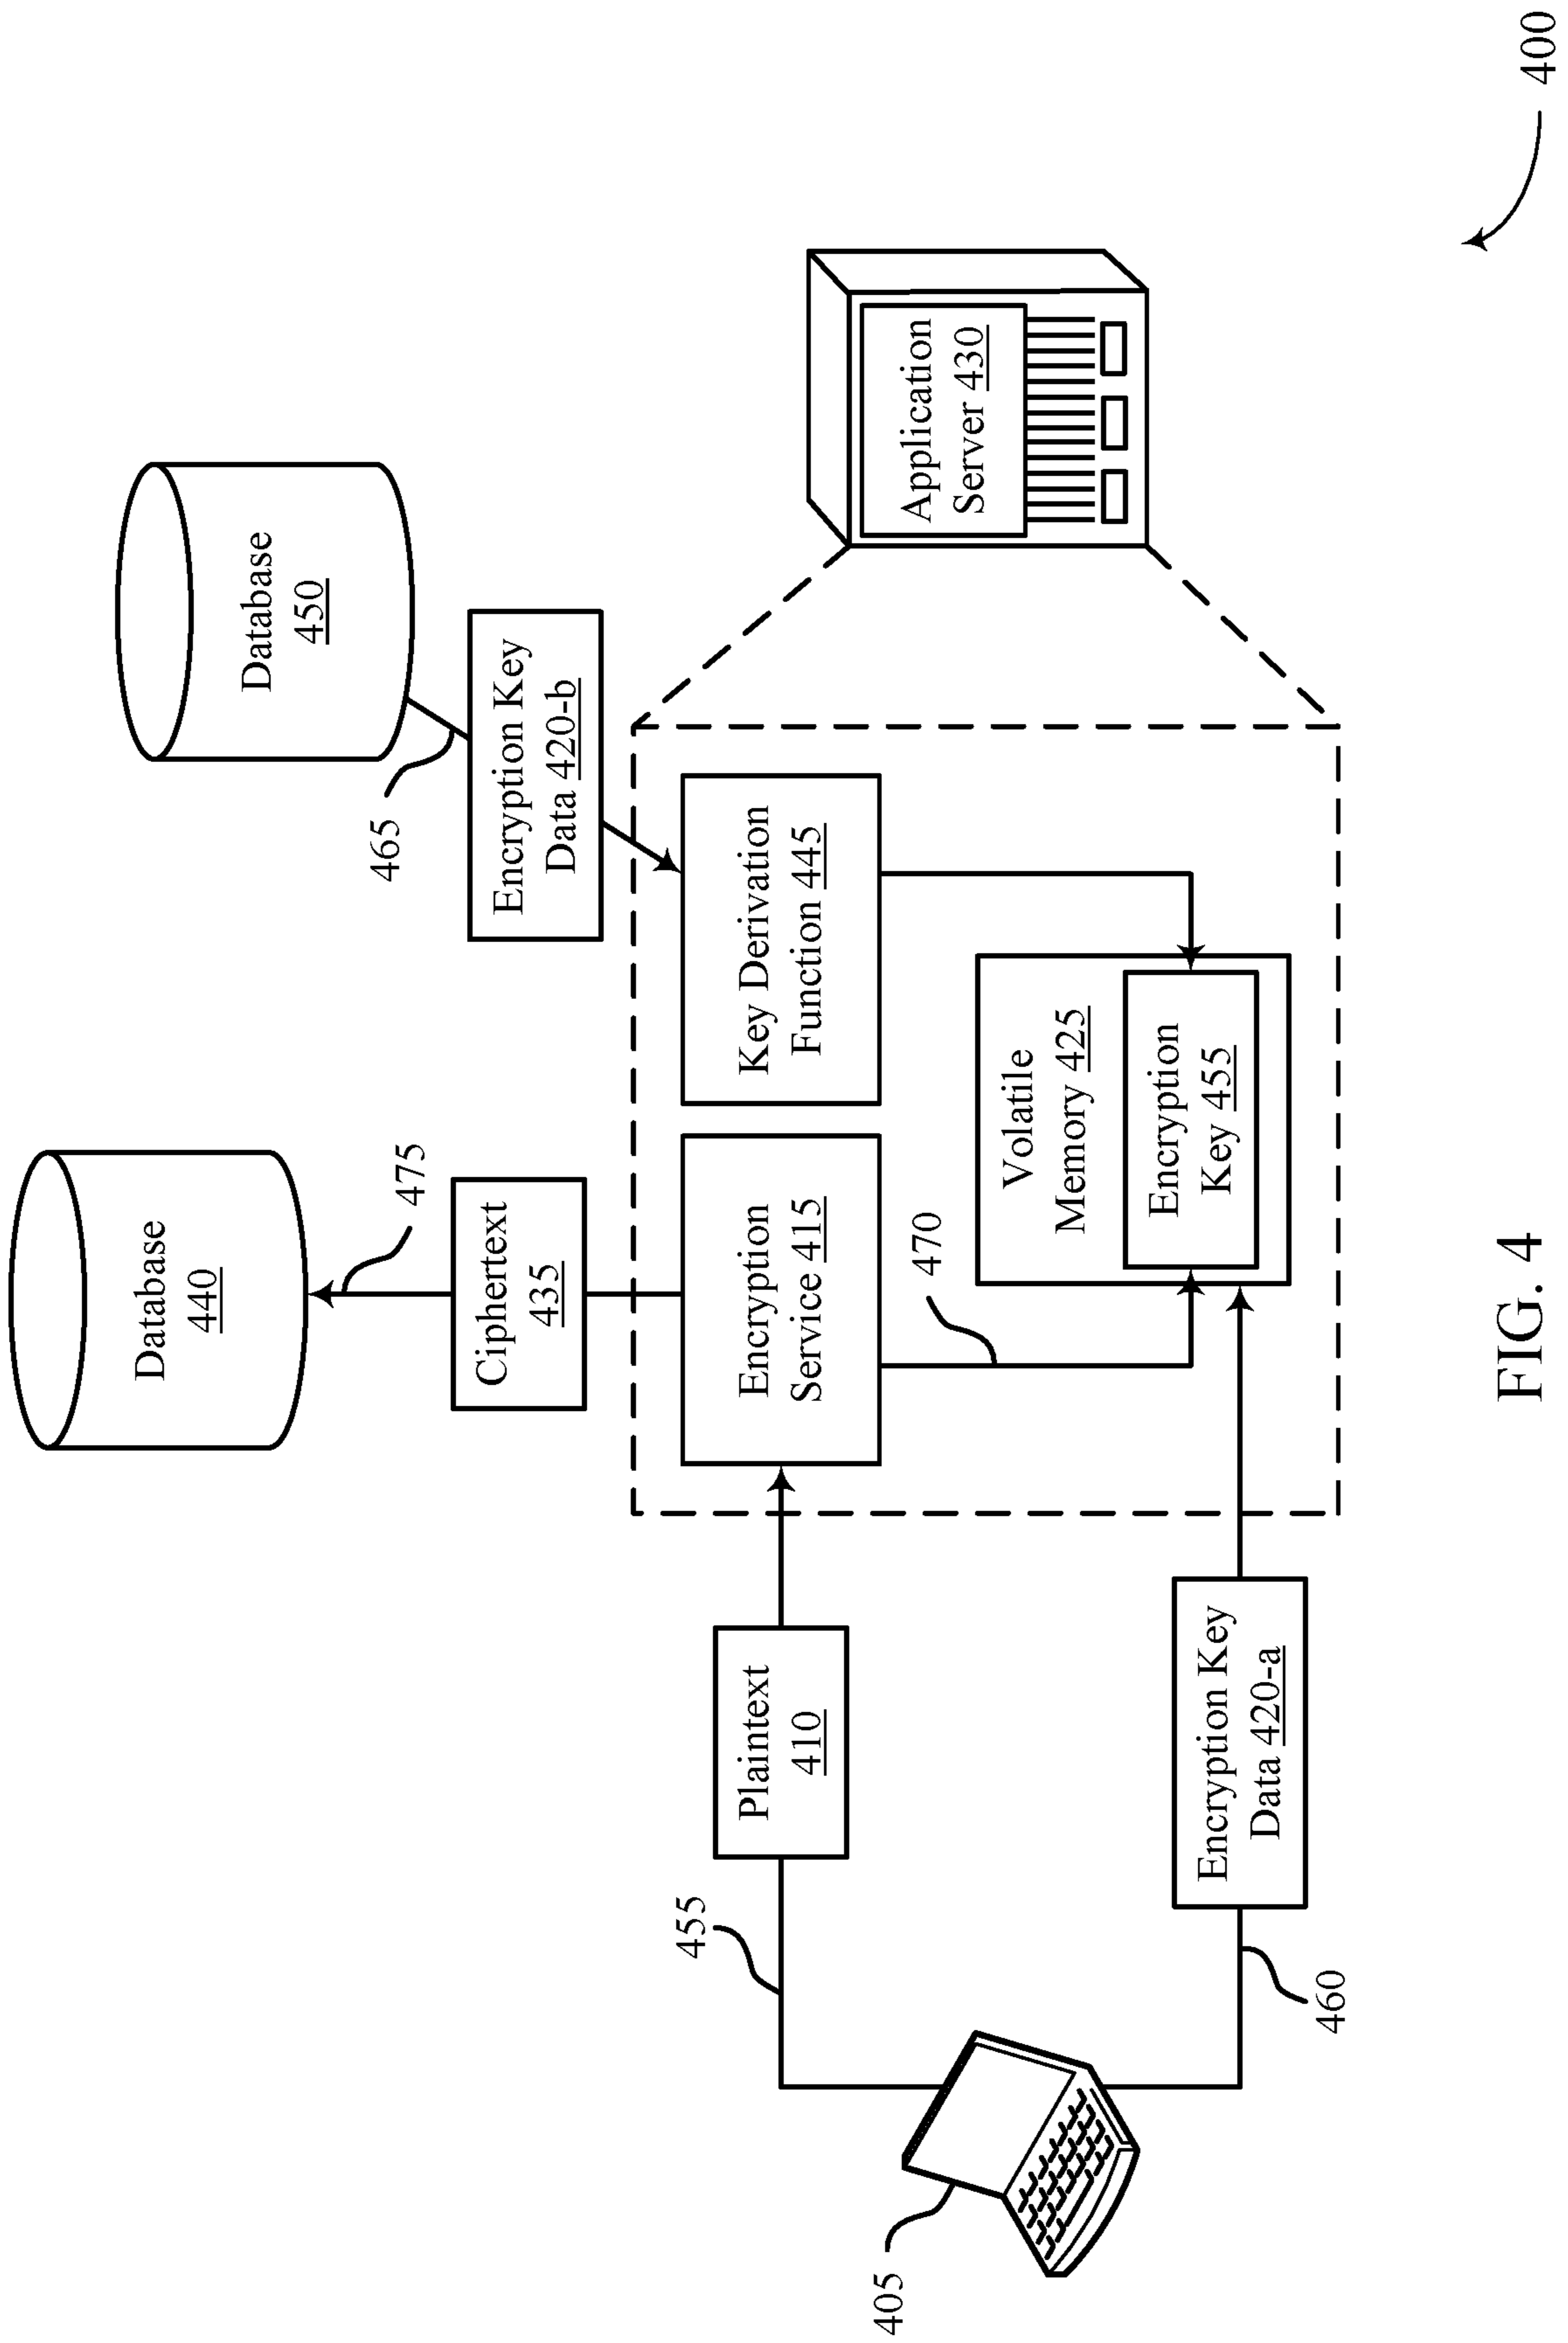 Database
440
475
Ciphertext
435
Database
450
465
Encryption Key
Data 420-b
455
Plaintext
410
Encryption
Service 415
Key Derivation
Function 445
Application
Server 430
405
470
Volatile
Memory 425
Encryption
Key 455
460
Encryption Key
Data 420-a
400
FIG. 4